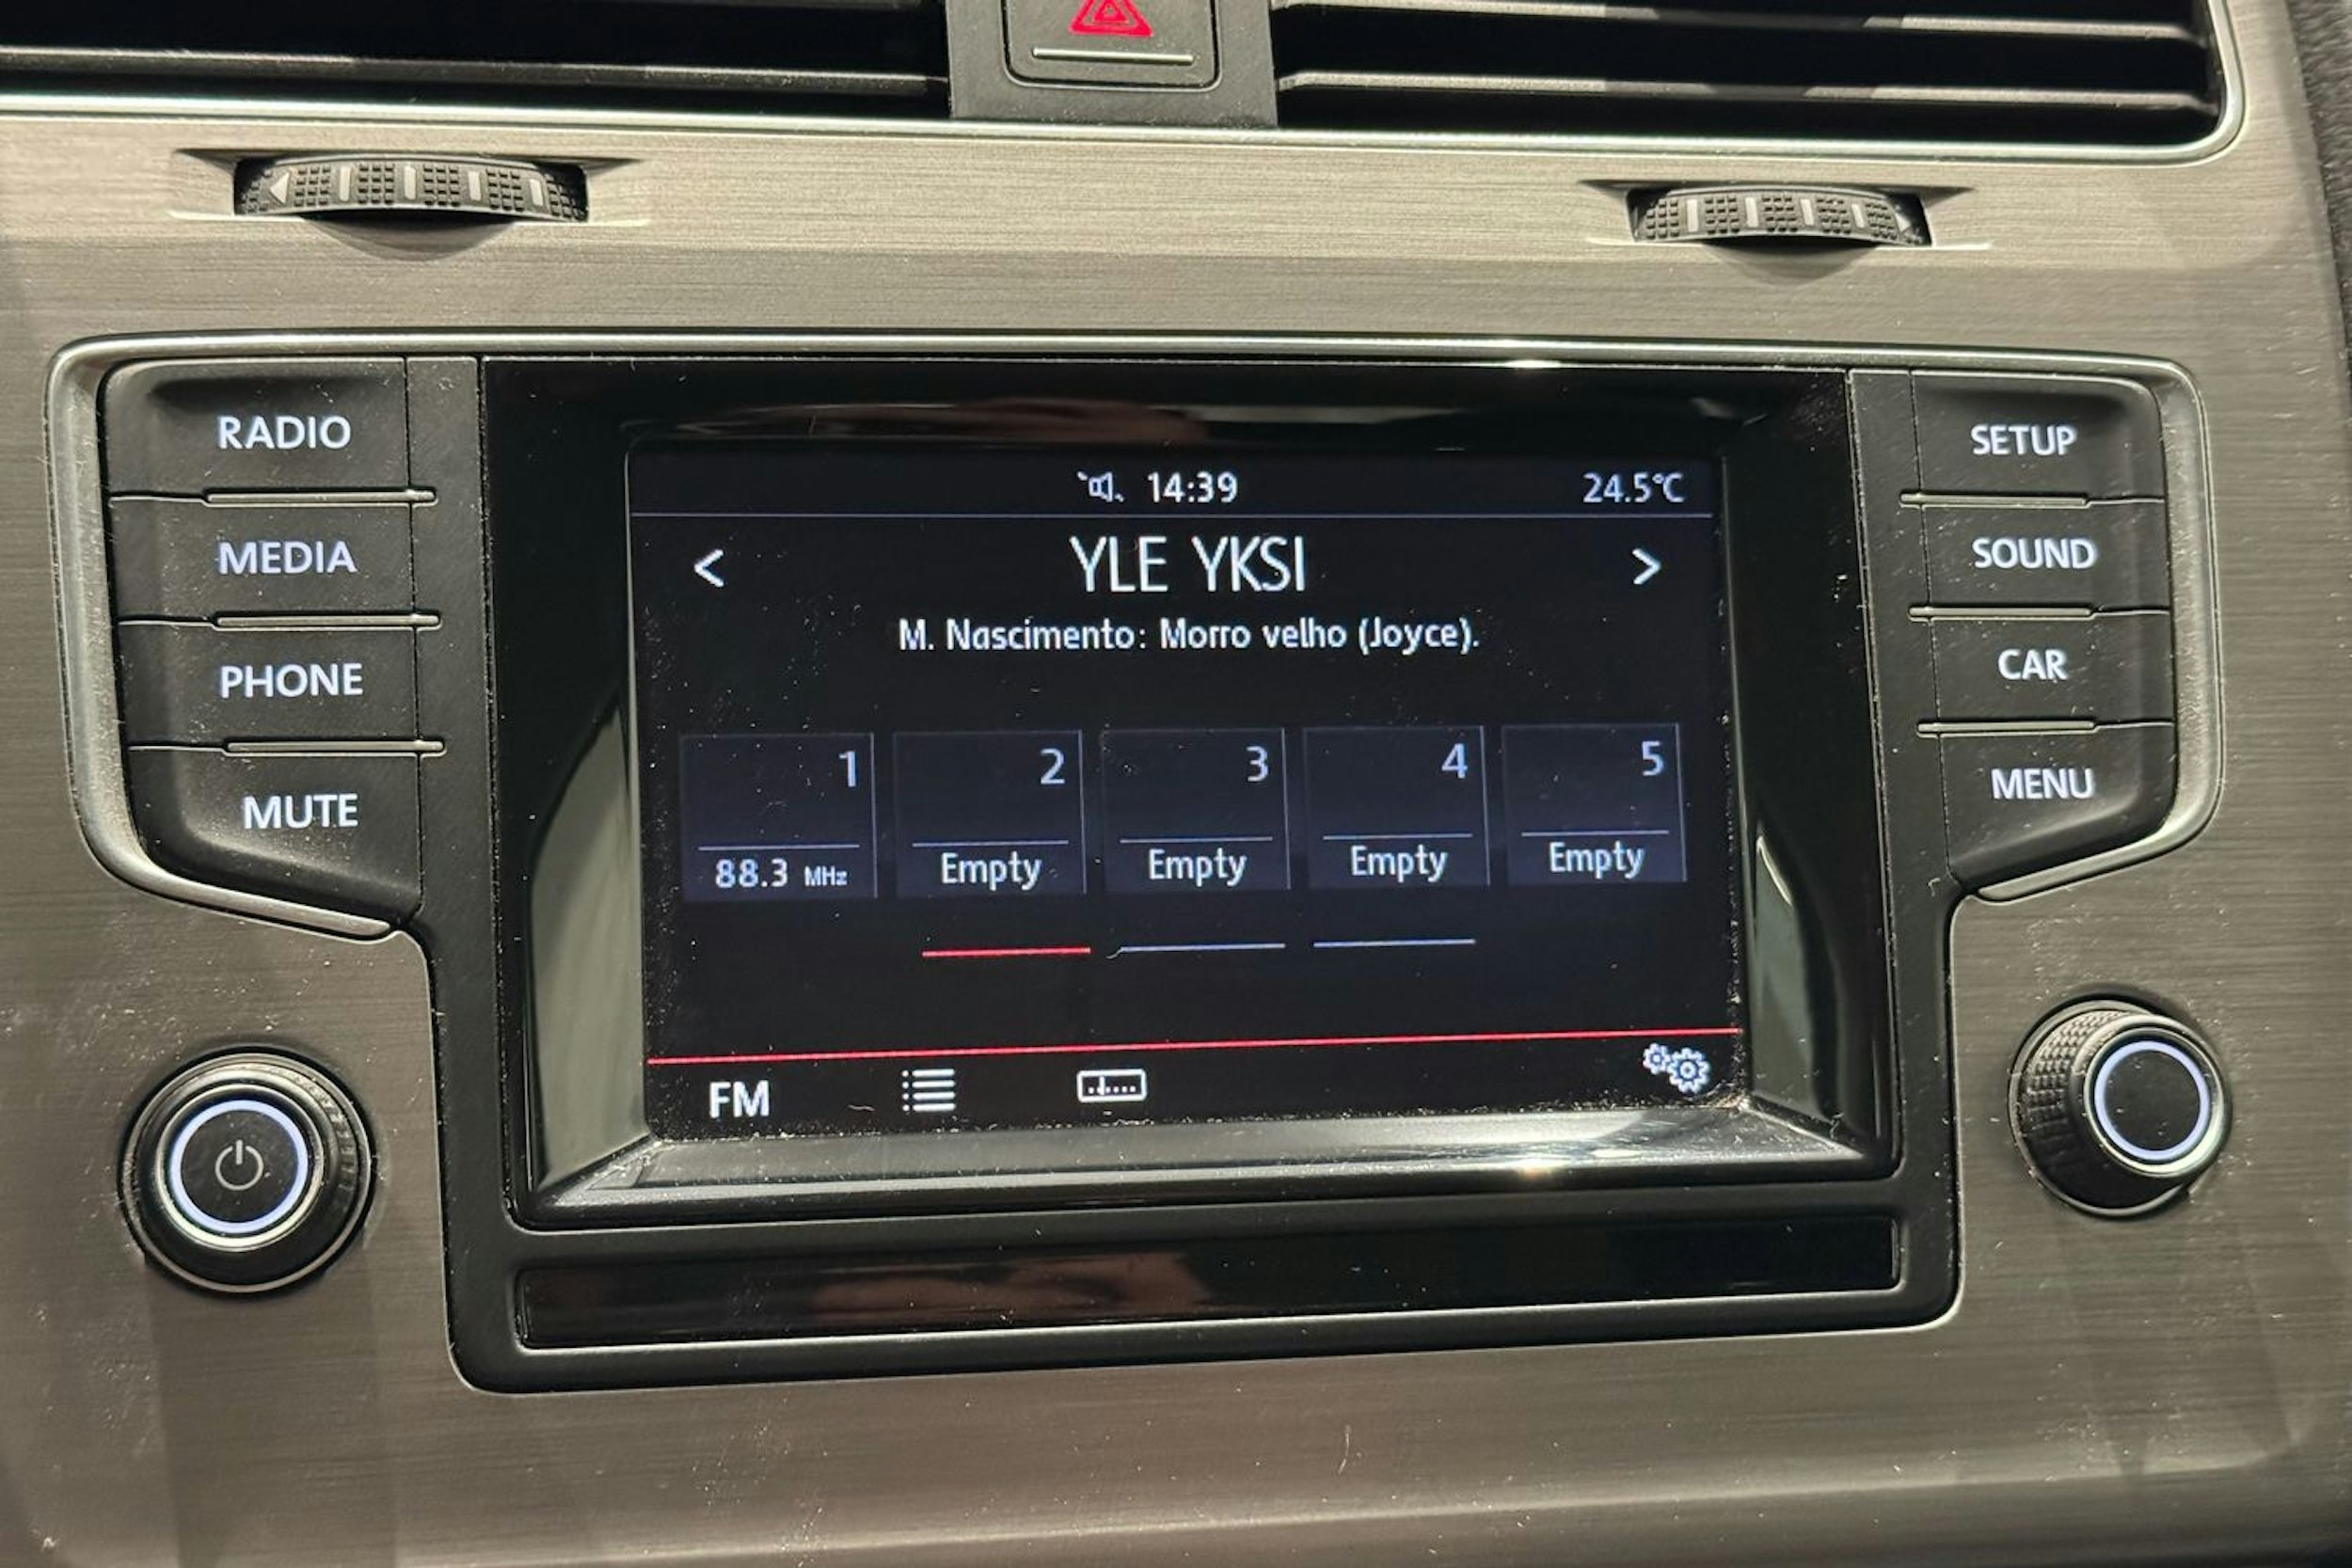 RADIO
MEDIA
PHONE
MUTE
14:39 24.5°C
< YLE YKSI >
M. Nascimento: Morro velho (Joyce).
1 2 3 4 5
88.3 MHz Empty Empty Empty Empty
FM
SETUP
SOUND
CAR
MENU